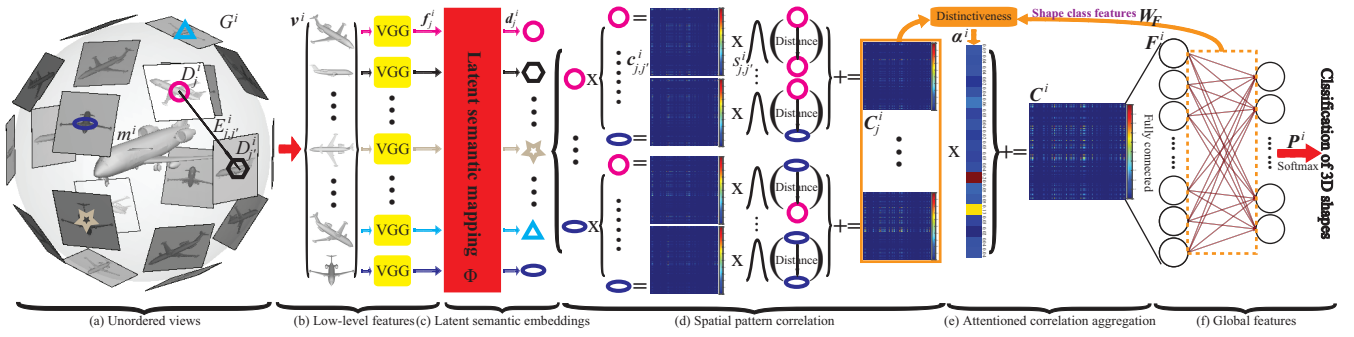 G^i
D_j^i
E_{j,j'}^i
m^i
D_{j'}^i
(a) Unordered views
v^i
f_j^i
d_j^i
VGG
VGG
VGG
VGG
VGG
Latent semantic mapping Φ
(b) Low-level features
(c) Latent semantic embeddings
X
X
=
=
=
=
c_{j,j'}^i
X
X
X
X
s_{j,j'}^i
(Distance)
(Distance)
(Distance)
(Distance)
+=
+=
C_j^i
(d) Spatial pattern correlation
Distinctiveness
Shape class features W_F
α^i
X
+=
C^i
(e) Attentioned correlation aggregation
Fully connected
F^i
P^i
Softmax
Classification of 3D shapes
(f) Global features